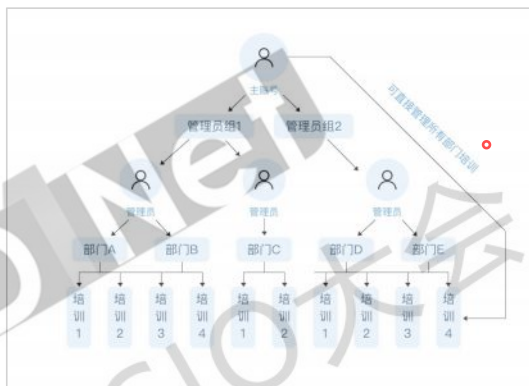 主账号
管理员组1
管理员组2
可直接管理所有部门培训
管理员
管理员
管理员
部门A
部门B
部门C
部门D
部门E
培训1
培训2
培训3
培训4
培训1
培训2
培训1
培训2
培训3
培训4